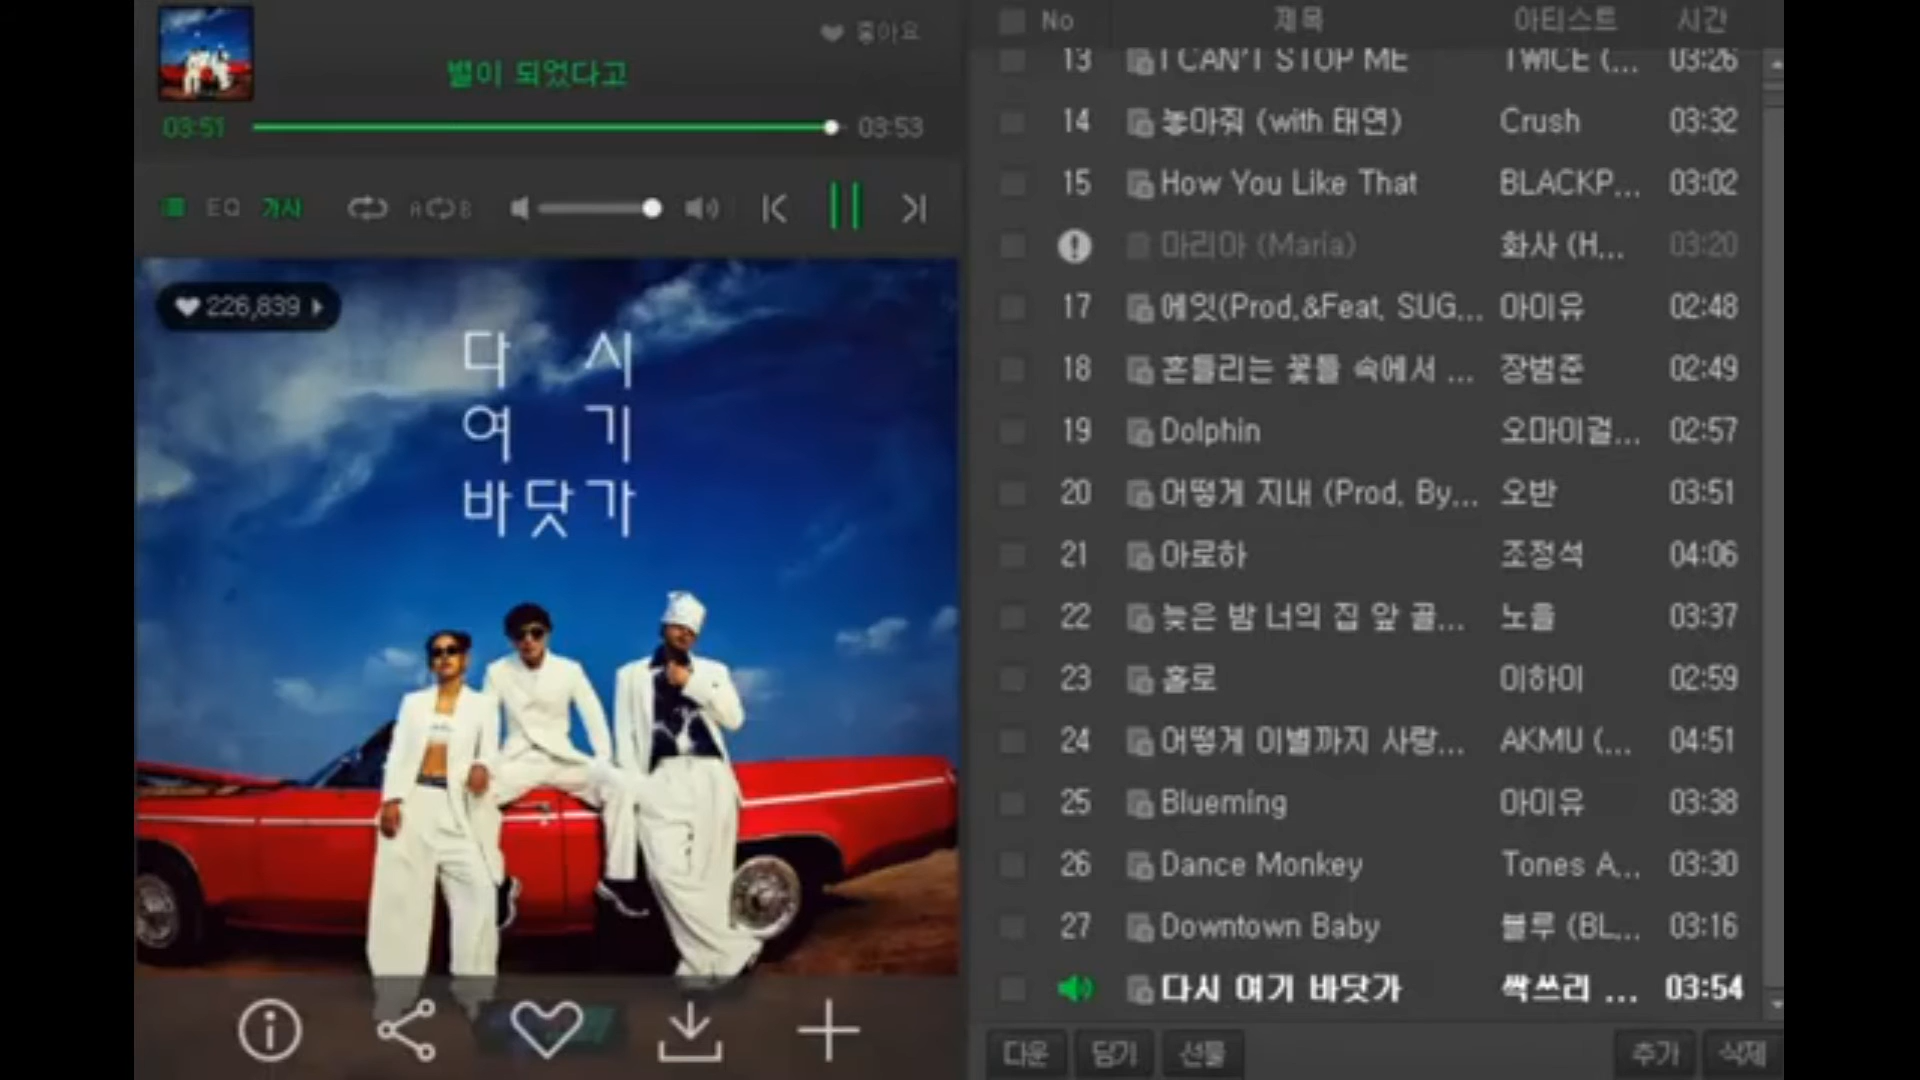 좋아요
별이 되었다고
03:51 03:53
EQ 가사 A B
226,839
다 시
여 기
바닷가
No 제목 아티스트 시간
13 I CAN'T STOP ME TWICE (... 03:26
14 놓아줘 (with 태연) Crush 03:32
15 How You Like That BLACKP... 03:02
마리아 (Maria) 화사 (H... 03:20
17 에잇(Prod.&Feat. SUG... 아이유 02:48
18 흔들리는 꽃들 속에서 ... 장범준 02:49
19 Dolphin 오마이걸... 02:57
20 어떻게 지내 (Prod. By... 오반 03:51
21 아로하 조정석 04:06
22 늦은 밤 너의 집 앞 골... 노을 03:37
23 홀로 이하이 02:59
24 어떻게 이별까지 사랑... AKMU (... 04:51
25 Blueming 아이유 03:38
26 Dance Monkey Tones A... 03:30
27 Downtown Baby 블루 (BL... 03:16
다시 여기 바닷가 싹쓰리 ... 03:54
다운 담기 선물 추가 삭제